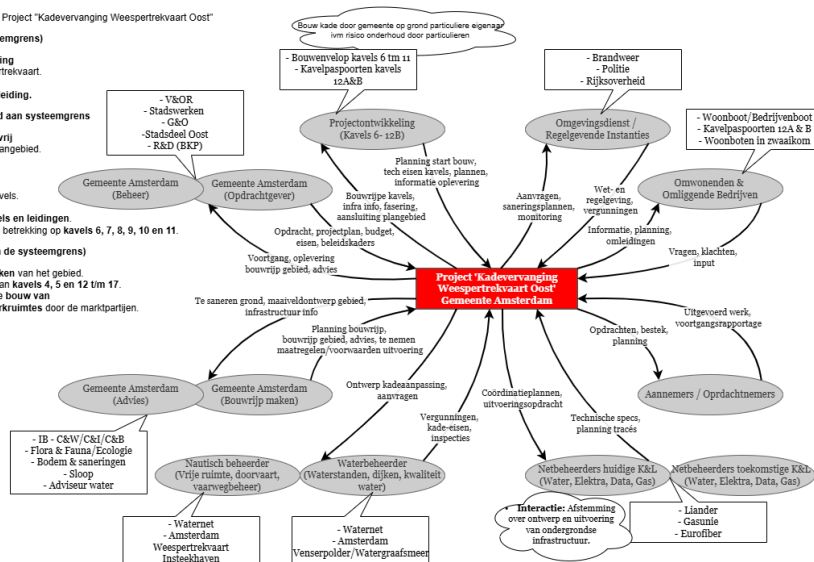 Project "Kadevervanging Weespertrekvaart Oost"
eemgrens)
ing
rtrekvaart.
eiding.
d aan systeemgrens
vrij
angebied.
vels.
els en leidingen.
betrekking op kavels 6, 7, 8, 9, 10 en 11.
n de systeemgrens)
ken van het gebied.
an kavels 4, 5 en 12 t/m 17.
e bouw van
rkruimtes door de marktpartijen.
Bouw kade door gemeente op grond particuliere eigenaar
ivm risico onderhoud door particulieren
- V&OR
- Stadswerken
- G&O
-Stadsdeel Oost
- R&D (BKP)
- Bouwenvelop kavels 6 tm 11
- Kavelpaspoorten kavels
12A&B
- Brandweer
- Politie
- Rijksoverheid
- Woonboot/Bedrijvenboot
- Kavelpaspoorten 12A & B
- Woonboten in zwaaikom
Gemeente Amsterdam
(Beheer)
Gemeente Amsterdam
(Opdrachtgever)
Projectontwikkeling
(Kavels 6- 12B)
Omgevingsdienst /
Regelgevende Instanties
Omwonenden &
Omliggende Bedrijven
Opdracht, projectplan, budget,
eisen, beleidskaders
Voortgang, oplevering
bouwrijp gebied, advies
Bouwrijpe kavels,
infra info, fasering,
aansluiting plangebied
Planning start bouw,
tech eisen kavels, plannen,
informatie oplevering
Aanvragen,
saneringsplannen,
monitoring
Wet- en
regelgeving,
vergunningen
Informatie, planning,
omleidingen
Vragen, klachten,
input
Project 'Kadevervanging
Weespertrekvaart Oost'
Gemeente Amsterdam
Te saneren grond, maaiveldontwerp gebied,
infrastructuur info
Planning bouwrijp,
bouwrijp gebied, advies, te nemen
maatregelen/voorwaarden uitvoering
Ontwerp kadeaanpassing,
aanvragen
Vergunningen,
kade-eisen,
inspecties
Coördinatieplannen,
uitvoeringsopdracht
Technische specs,
planning tracés
Opdrachten, bestek,
planning
Uitgevoerd werk,
voortgangsrapportage
Gemeente Amsterdam
(Advies)
Gemeente Amsterdam
(Bouwrijp maken)
Aannemers / Oprdachtnemers
- IB - C&W/C&I/C&B
- Flora & Fauna/Ecologie
- Bodem & saneringen
- Sloop
- Adviseur water
Nautisch beheerder
(Vrije ruimte, doorvaart,
vaarwegbeheer)
Waterbeheerder
(Waterstanden, dijken, kwaliteit
water)
Netbeheerders huidige K&L
(Water, Elektra, Data, Gas)
Netbeheerders toekomstige K&L
(Water, Elektra, Data, Gas)
- Waternet
- Amsterdam
Weespertrekvaart
Insteekhaven
- Waternet
- Amsterdam
Venserpolder/Watergraafsmeer
• Interactie: Afstemming
over ontwerp en uitvoering
van ondergrondse
infrastructuur.
- Liander
- Gasunie
- Eurofiber